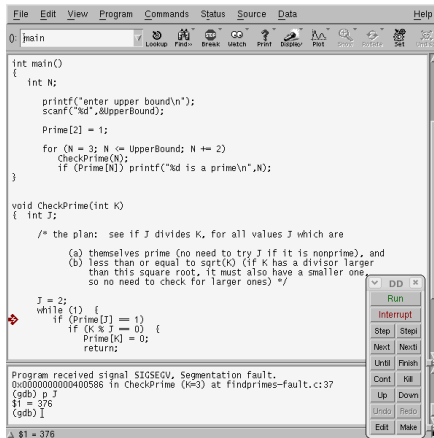 File Edit View Program Commands Status Source Data Help
(): main
Lookup Find» Break Watch Print Display Plot Rotate Set
int main()
{
int N;
printf("enter upper bound\n");
scanf("%d",&UpperBound);
Prime[2] = 1;
for (N = 3; N <= UpperBound; N += 2)
CheckPrime(N);
if (Prime[N]) printf("%d is a prime\n",N);
}
void CheckPrime(int K)
{ int J;
/* the plan: see if J divides K, for all values J which are
(a) themselves prime (no need to try J if it is nonprime), and
(b) less than or equal to sqrt(K) (if K has a divisor larger
than this square root, it must also have a smaller one,
so no need to check for larger ones) */
J = 2;
while (1) {
if (Prime[J] == 1)
if (K % J == 0) {
Prime[K] = 0;
return;
DD
Run
Interrupt
Step Stepi
Next Nexti
Until Finish
Cont Kill
Up Down
Undo Redo
Edit Make
Program received signal SIGSEGV, Segmentation fault.
0x0000000000400586 in CheckPrime (K=3) at findprimes-fault.c:37
(gdb) p J
$1 = 376
(gdb)
$1 = 376